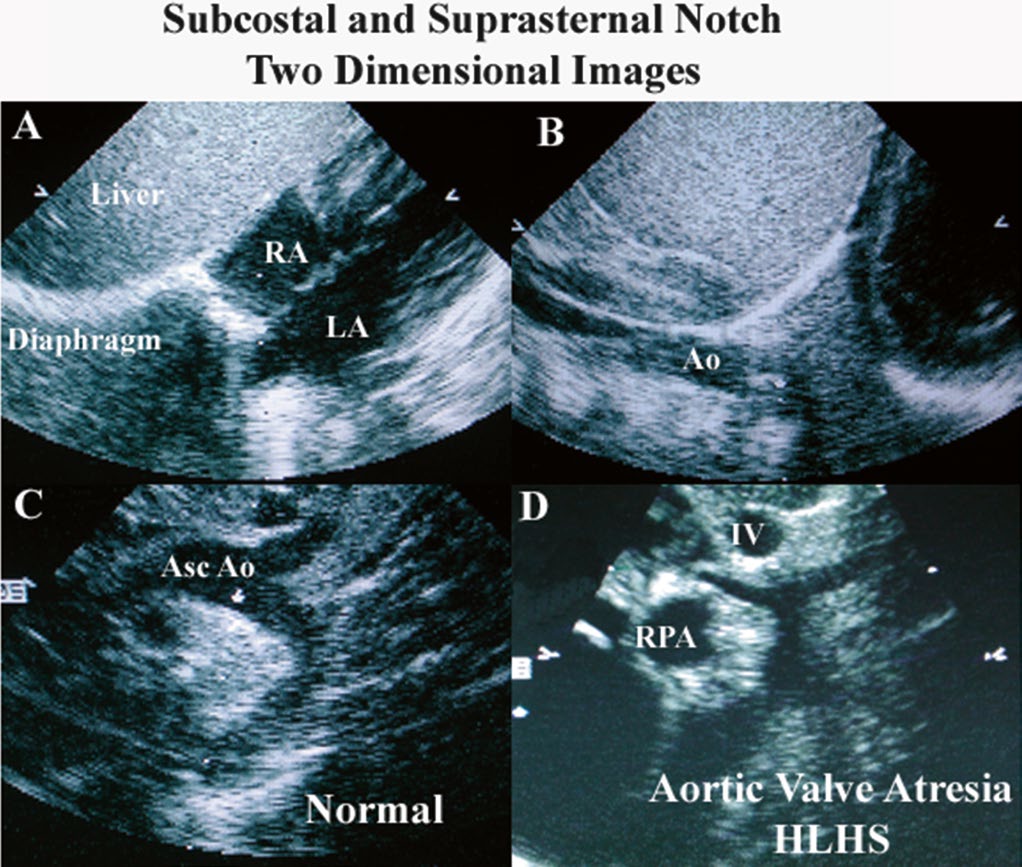 Subcostal and Suprasternal Notch
Two Dimensional Images
A
Liver
RA
LA
Diaphragm
B
Ao
C
Asc Ao
Normal
D
IV
RPA
Aortic Valve Atresia
HLHS